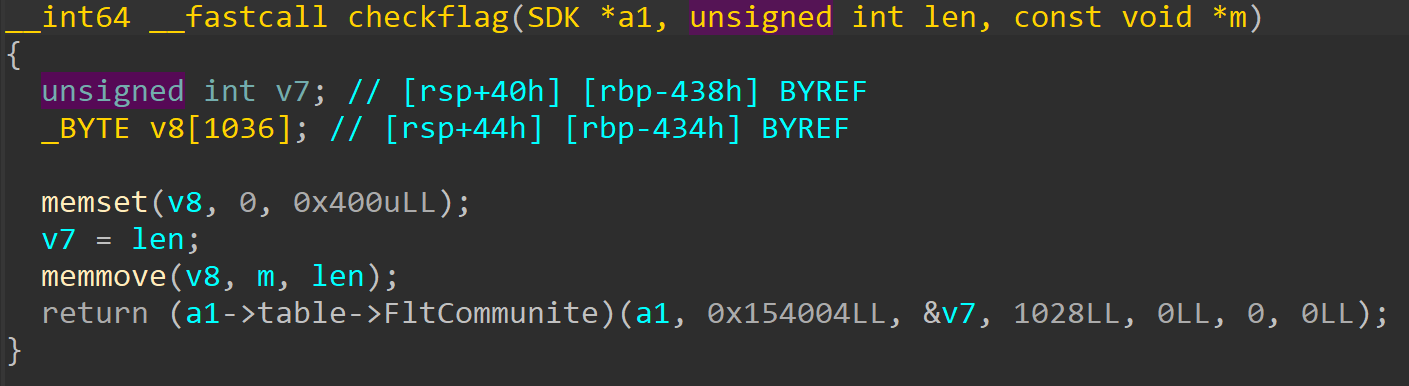 __int64 __fastcall checkflag(SDK *a1, unsigned int len, const void *m)
{
  unsigned int v7; // [rsp+40h] [rbp-438h] BYREF
  _BYTE v8[1036]; // [rsp+44h] [rbp-434h] BYREF

  memset(v8, 0, 0x400uLL);
  v7 = len;
  memmove(v8, m, len);
  return (a1->table->FltCommunite)(a1, 0x154004LL, &v7, 1028LL, 0LL, 0, 0LL);
}